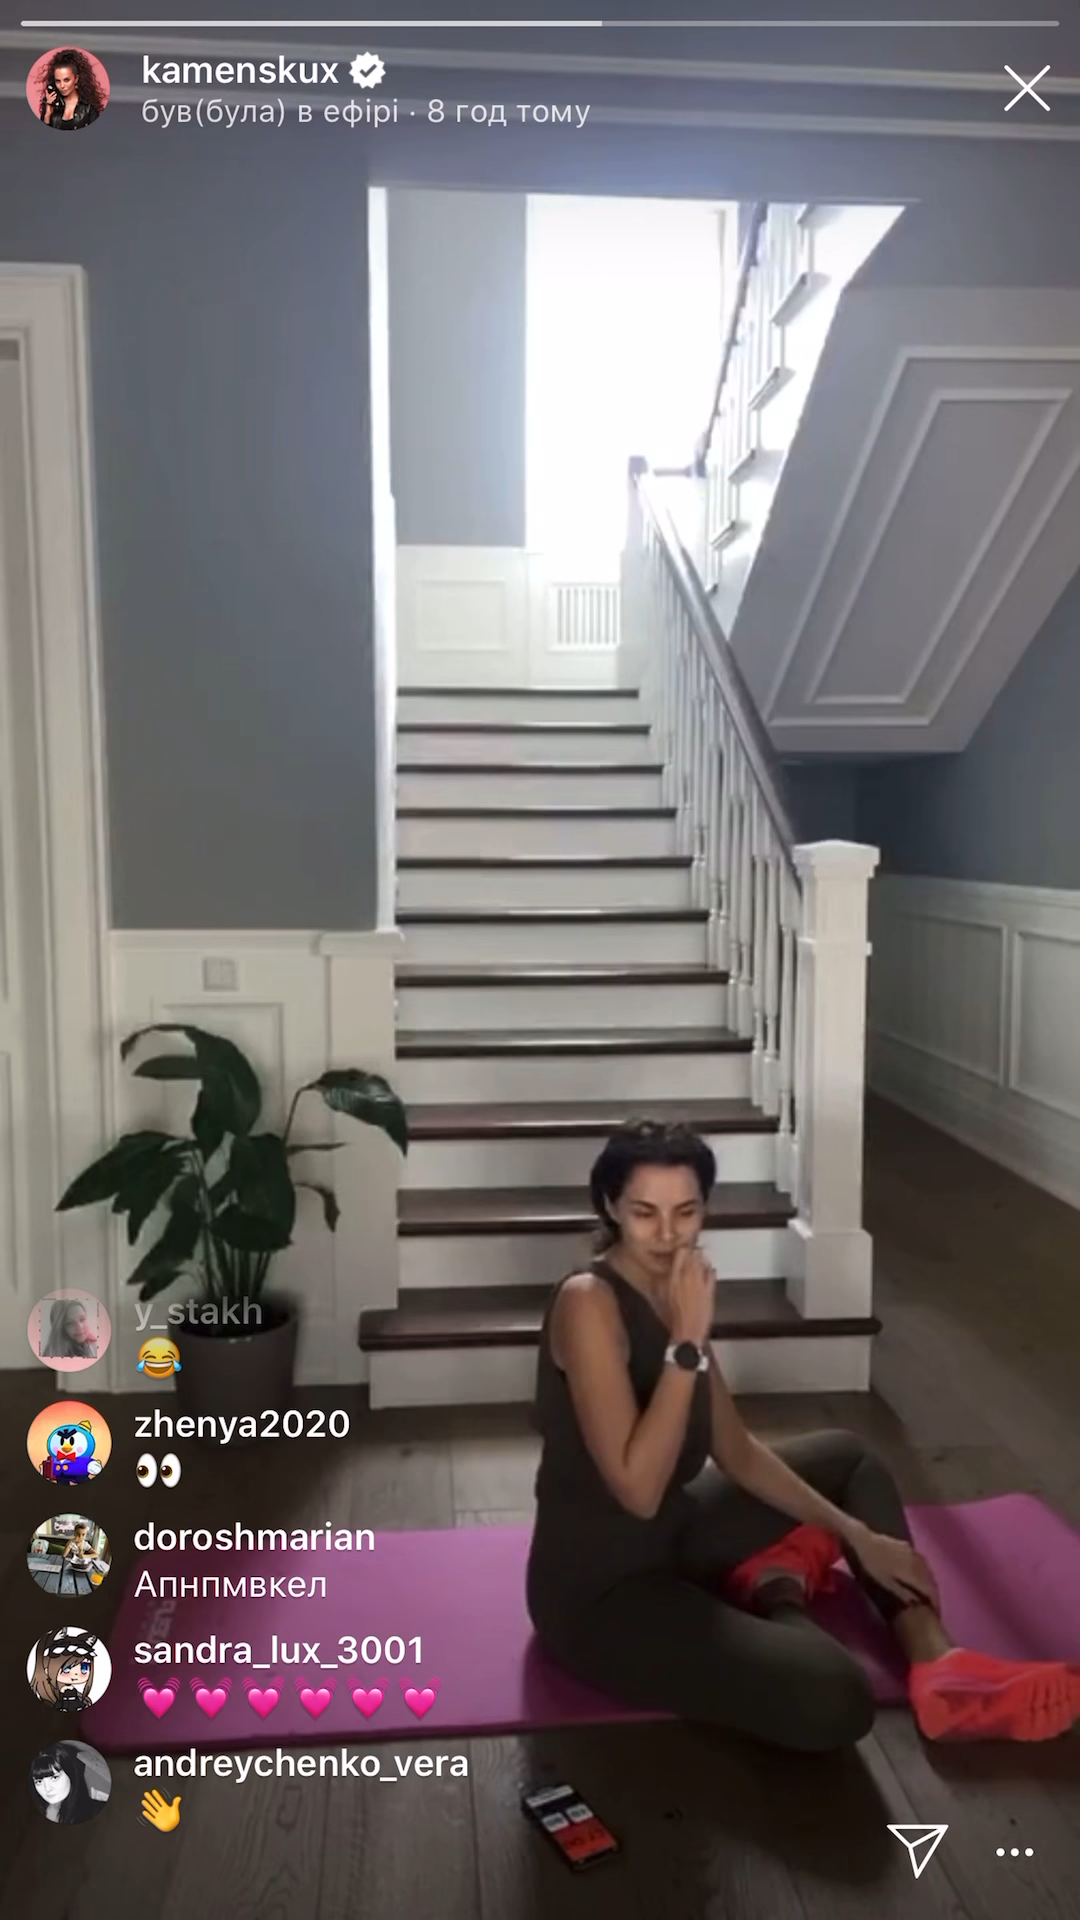 kamenskux
був(була) в ефірі · 8 год тому
y_stakh
😂
zhenya2020
👀
doroshmarian
Апнпмвкел
sandra_lux_3001
💓💓💓💓💓💓
andreychenko_vera
👋